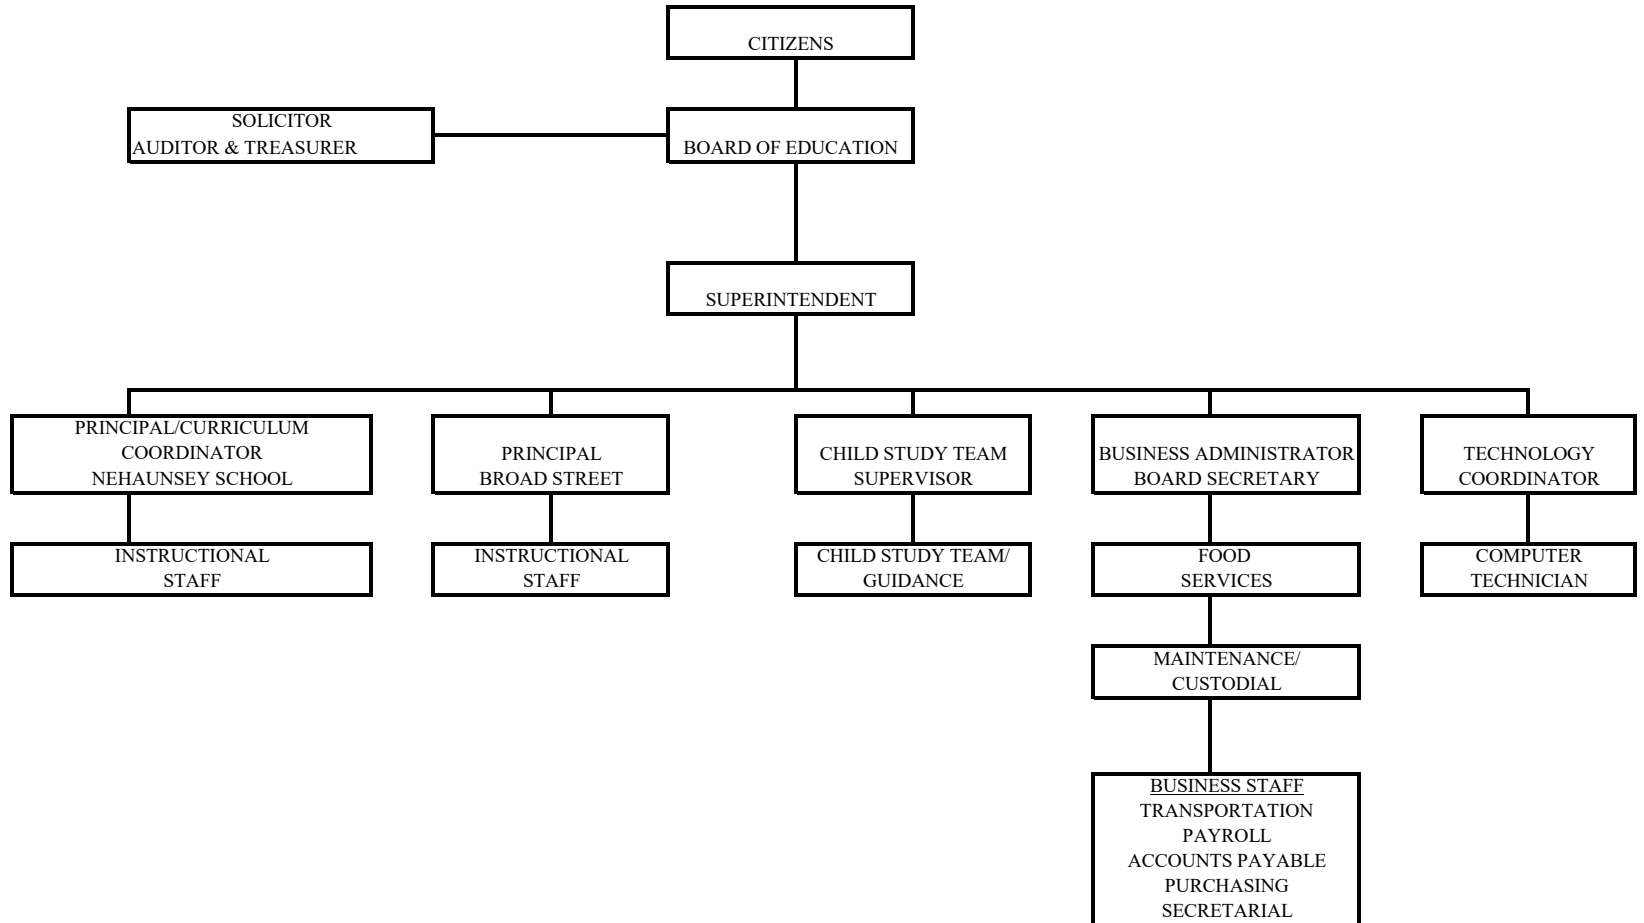 CITIZENS
SOLICITOR
AUDITOR & TREASURER
BOARD OF EDUCATION
SUPERINTENDENT
PRINCIPAL/CURRICULUM
COORDINATOR
NEHAUNSEY SCHOOL
PRINCIPAL
BROAD STREET
CHILD STUDY TEAM
SUPERVISOR
BUSINESS ADMINISTRATOR
BOARD SECRETARY
TECHNOLOGY
COORDINATOR
INSTRUCTIONAL
STAFF
INSTRUCTIONAL
STAFF
CHILD STUDY TEAM/
GUIDANCE
FOOD
SERVICES
COMPUTER
TECHNICIAN
MAINTENANCE/
CUSTODIAL
BUSINESS STAFF
TRANSPORTATION
PAYROLL
ACCOUNTS PAYABLE
PURCHASING
SECRETARIAL